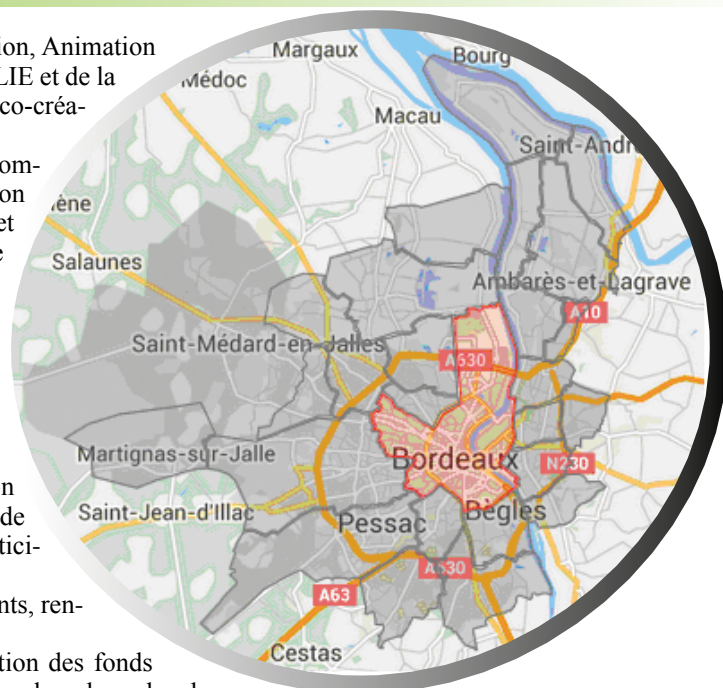 ion, Animation
LIE et de la
co-créa-
om-
on
et
e
n
de
tici-
nts, ren-
tion des fonds
Margaux
Bourg
Médoc
Macau
Saint-Andr
ène
Salaunes
Ambarès-et-Lagrave
A10
Saint-Médard-en-Jalles
A630
Martignas-sur-Jalle
Bordeaux
N230
Saint-Jean-d'Illac
Pessac
Bègles
A630
A63
Cestas